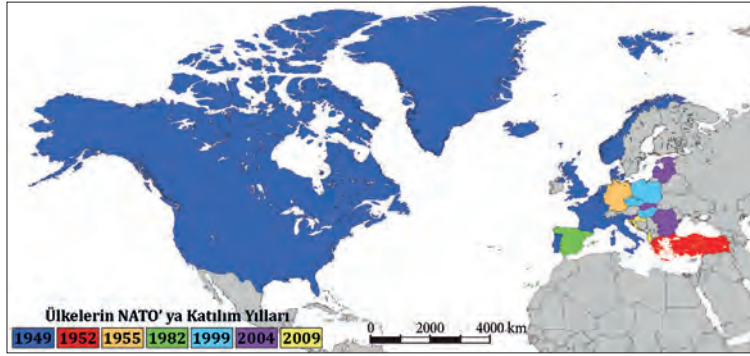 Ülkelerin NATO' ya Katılım Yılları
1949 1952 1955 1982 1999 2004 2009
0 2000 4000 km